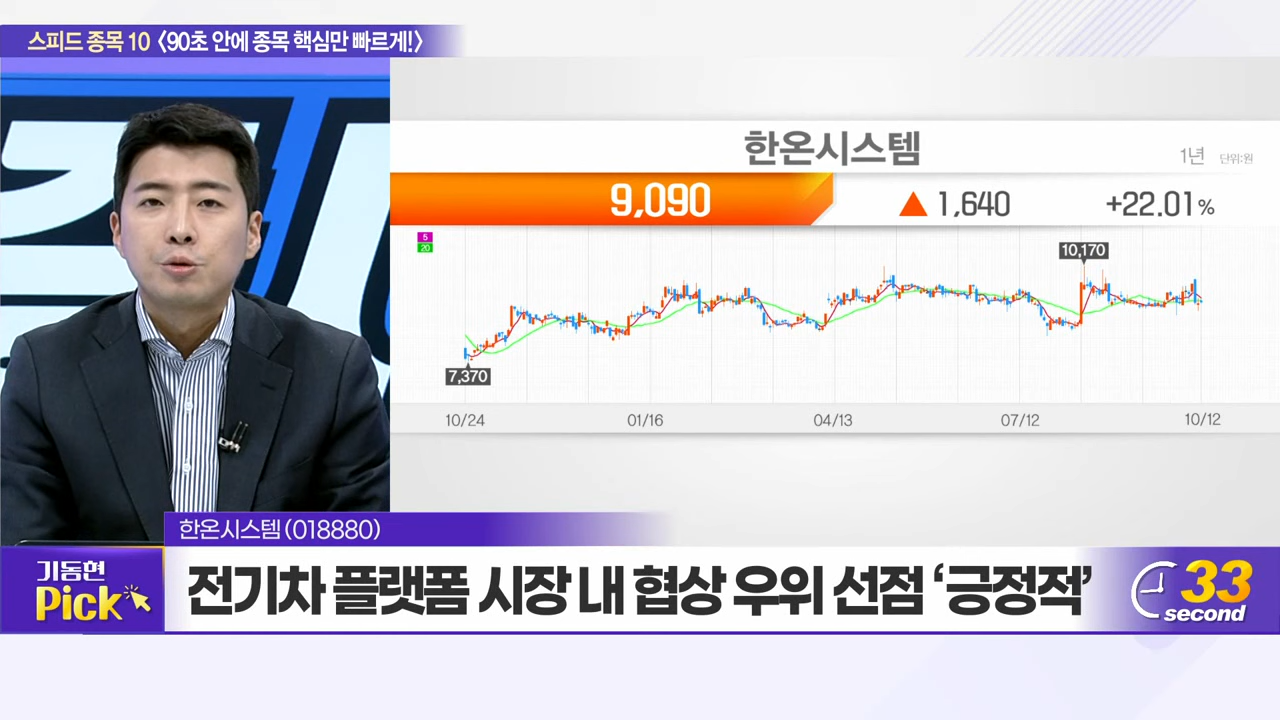 스피드 종목 10 〈90초 안에 종목 핵심만 빠르게!〉
한온시스템
1년 단위:원
9,090 ▲ 1,640 +22.01%
5
20
10,170
7,370
10/24 01/16 04/13 07/12 10/12
한온시스템(018880)
기동현
Pick
전기차 플랫폼 시장 내 협상 우위 선점 ‘긍정적’
33
second